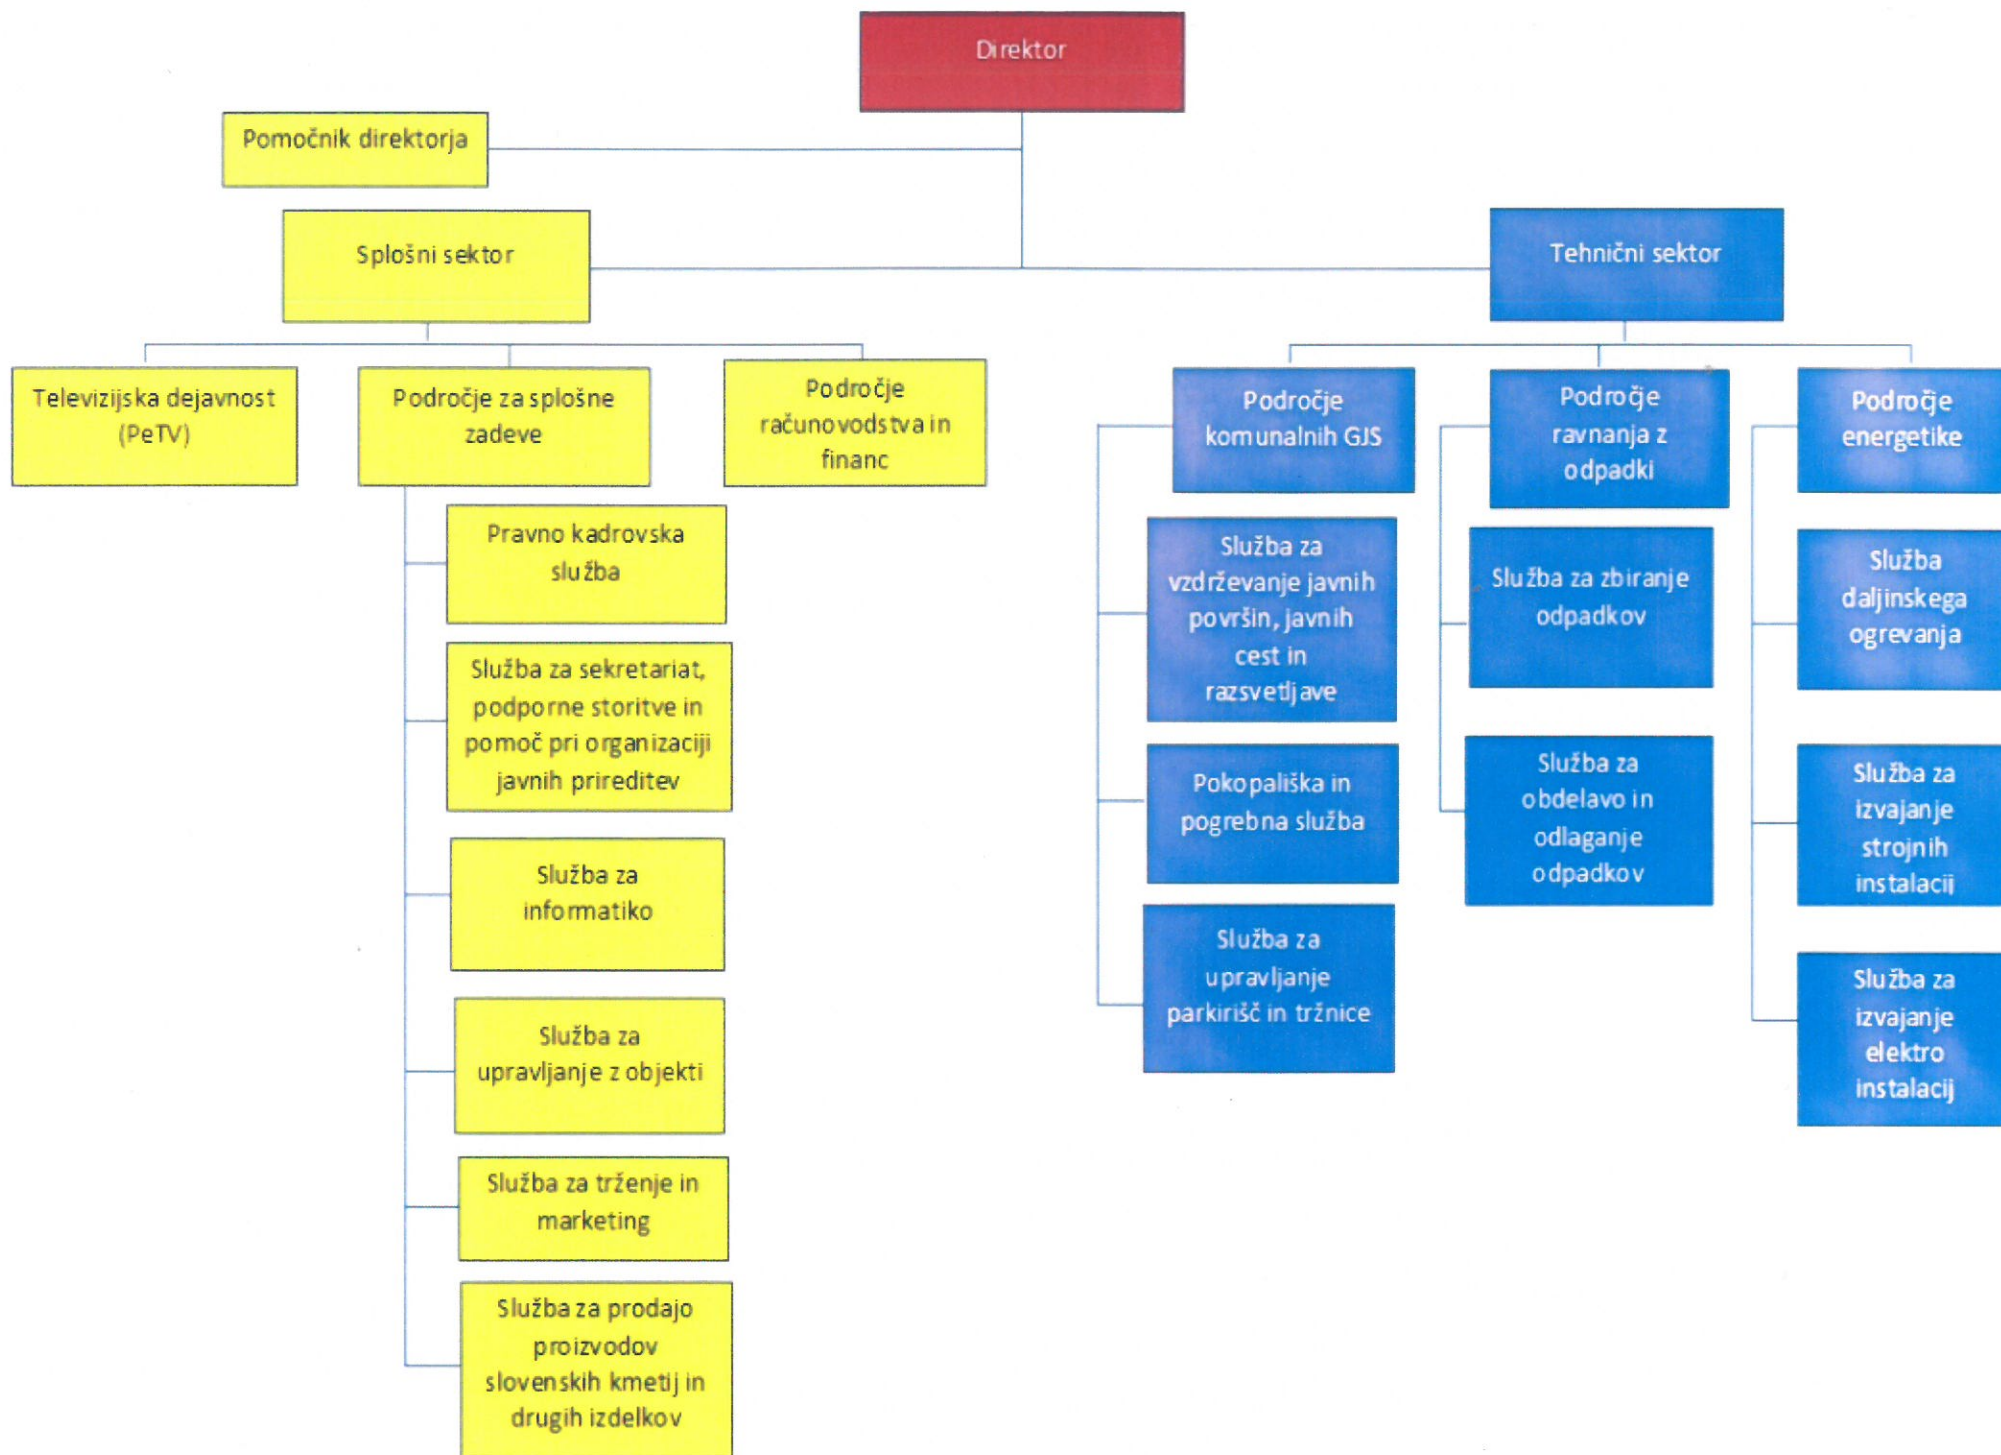 Direktor
Pomočnik direktorja
Splošni sektor
Tehnični sektor
Televizijska dejavnost
(PeTV)
Področje za splošne
zadeve
Področje
računovodstva in
financ
Pravno kadrovska
služba
Služba za sekretariat,
podporne storitve in
pomoč pri organizaciji
javnih prireditev
Služba za
informatiko
Služba za
upravljanje z objekti
Služba za trženje in
marketing
Služba za prodajo
proizvodov
slovenskih kmetij in
drugih izdelkov
Področje
komunalnih GJS
Služba za
vzdrževanje javnih
površin, javnih
cest in
razsvetljave
Pokopališka in
pogrebna služba
Služba za
upravljanje
parkirišč in tržnice
Področje
ravnanja z
odpadki
Služba za zbiranje
odpadkov
Služba za
obdelavo in
odlaganje
odpadkov
Področje
energetike
Služba
daljinskega
ogrevanja
Služba za
izvajanje
strojnih
instalacij
Služba za
izvajanje
elektro
instalacij